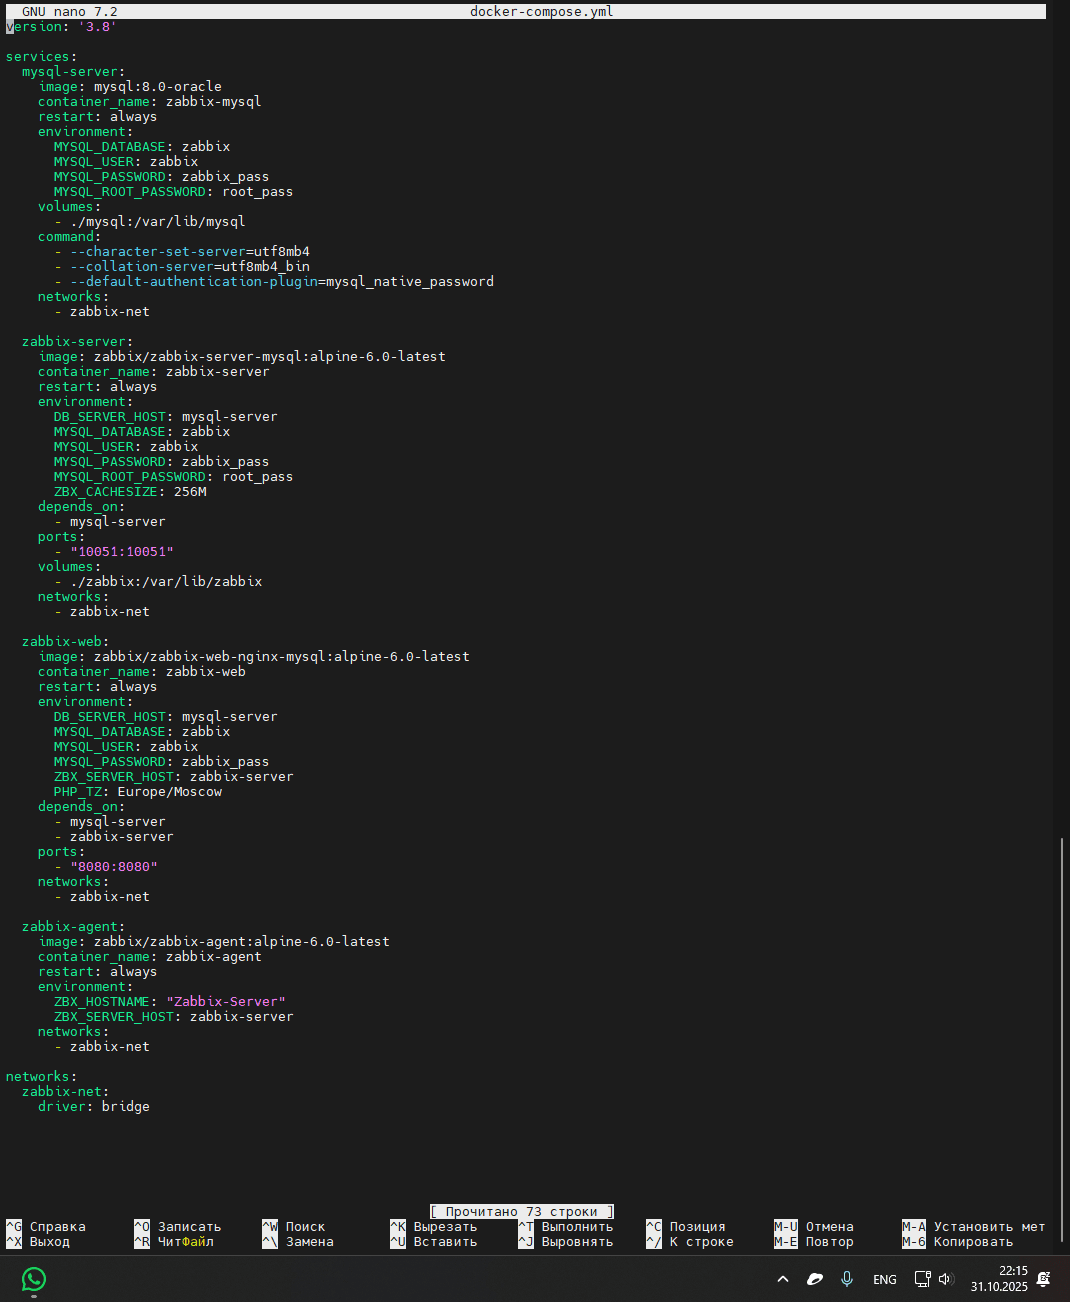 GNU nano 7.2 docker-compose.yml
version: '3.8'
services:
mysql-server:
image: mysql:8.0-oracle
container_name: zabbix-mysql
restart: always
environment:
MYSQL_DATABASE: zabbix
MYSQL_USER: zabbix
MYSQL_PASSWORD: zabbix_pass
MYSQL_ROOT_PASSWORD: root_pass
volumes:
- ./mysql:/var/lib/mysql
command:
- --character-set-server=utf8mb4
- --collation-server=utf8mb4_bin
- --default-authentication-plugin=mysql_native_password
networks:
- zabbix-net
zabbix-server:
image: zabbix/zabbix-server-mysql:alpine-6.0-latest
container_name: zabbix-server
restart: always
environment:
DB_SERVER_HOST: mysql-server
MYSQL_DATABASE: zabbix
MYSQL_USER: zabbix
MYSQL_PASSWORD: zabbix_pass
MYSQL_ROOT_PASSWORD: root_pass
ZBX_CACHESIZE: 256M
depends_on:
- mysql-server
ports:
- "10051:10051"
volumes:
- ./zabbix:/var/lib/zabbix
networks:
- zabbix-net
zabbix-web:
image: zabbix/zabbix-web-nginx-mysql:alpine-6.0-latest
container_name: zabbix-web
restart: always
environment:
DB_SERVER_HOST: mysql-server
MYSQL_DATABASE: zabbix
MYSQL_USER: zabbix
MYSQL_PASSWORD: zabbix_pass
ZBX_SERVER_HOST: zabbix-server
PHP_TZ: Europe/Moscow
depends_on:
- mysql-server
- zabbix-server
ports:
- "8080:8080"
networks:
- zabbix-net
zabbix-agent:
image: zabbix/zabbix-agent:alpine-6.0-latest
container_name: zabbix-agent
restart: always
environment:
ZBX_HOSTNAME: "Zabbix-Server"
ZBX_SERVER_HOST: zabbix-server
networks:
- zabbix-net
networks:
zabbix-net:
driver: bridge
[ Прочитано 73 строки ]
^G Справка ^O Записать ^W Поиск ^K Вырезать ^T Выполнить ^C Позиция M-U Отмена M-A Установить мет
^X Выход ^R ЧитФайл ^\ Замена ^U Вставить ^J Выровнять ^/ К строке M-E Повтор M-6 Копировать
ENG 22:15
31.10.2025